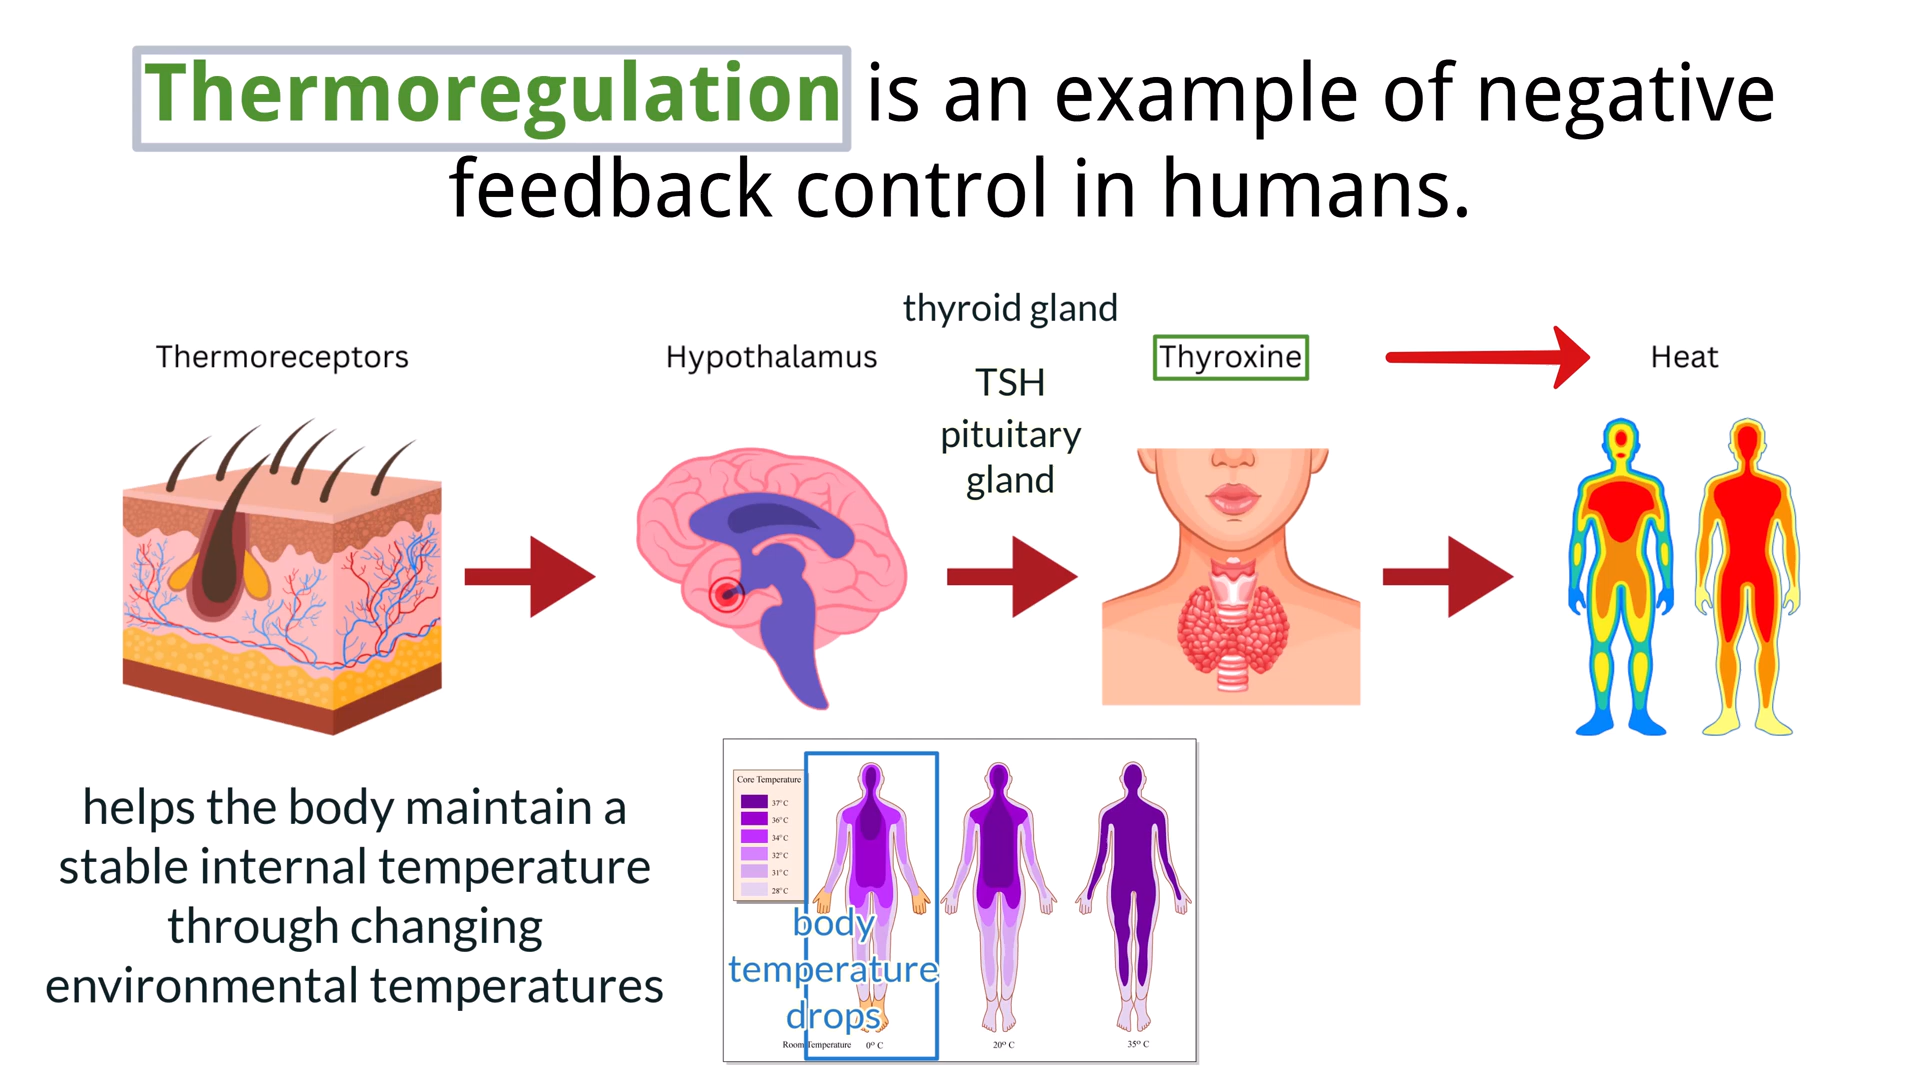 Thermoregulation is an example of negative
feedback control in humans.
thyroid gland
Thermoreceptors
Hypothalamus
TSH
pituitary
gland
Thyroxine
Heat
helps the body maintain a
stable internal temperature
through changing
environmental temperatures
Core Temperature
37° C
36° C
34° C
32° C
31° C
28° C
body
temperature
drops
Room Temperature
0° C
20° C
35° C